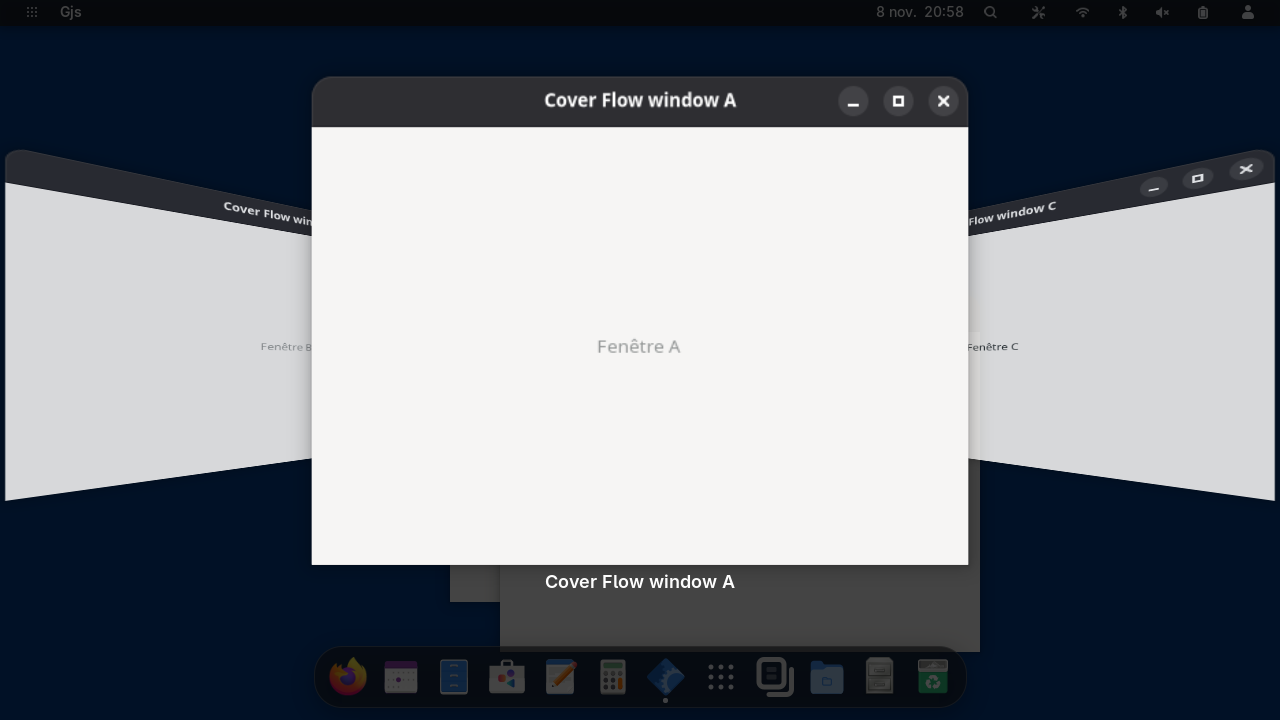 Gjs
8 nov. 20:58
Cover Flow window A
Cover Flow win
Flow window C
Fenêtre B
Fenêtre A
Fenêtre C
Cover Flow window A